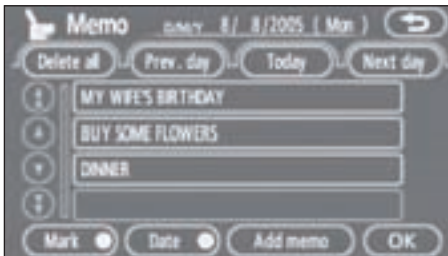 Memo D/M/Y 8/ 8/2005 ( Mon )
Delete all Prev. day Today Next day
MY WIFE'S BIRTHDAY
BUY SOME FLOWERS
DINNER
Mark Date Add memo OK